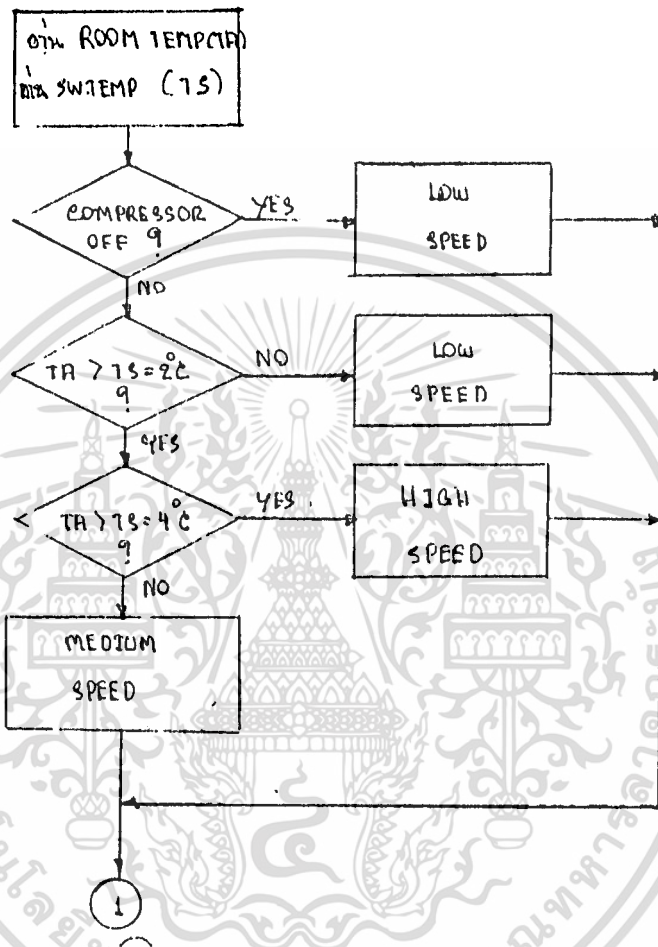 อ่าน ROOM TEMP(TA)
อ่าน SW.TEMP (TS)
COMPRESSOR
OFF ?
YES
LOW
SPEED
NO
TA > TS = 2°C
?
NO
LOW
SPEED
YES
TA > TS = 4°C
?
YES
HIGH
SPEED
NO
MEDIUM
SPEED
1